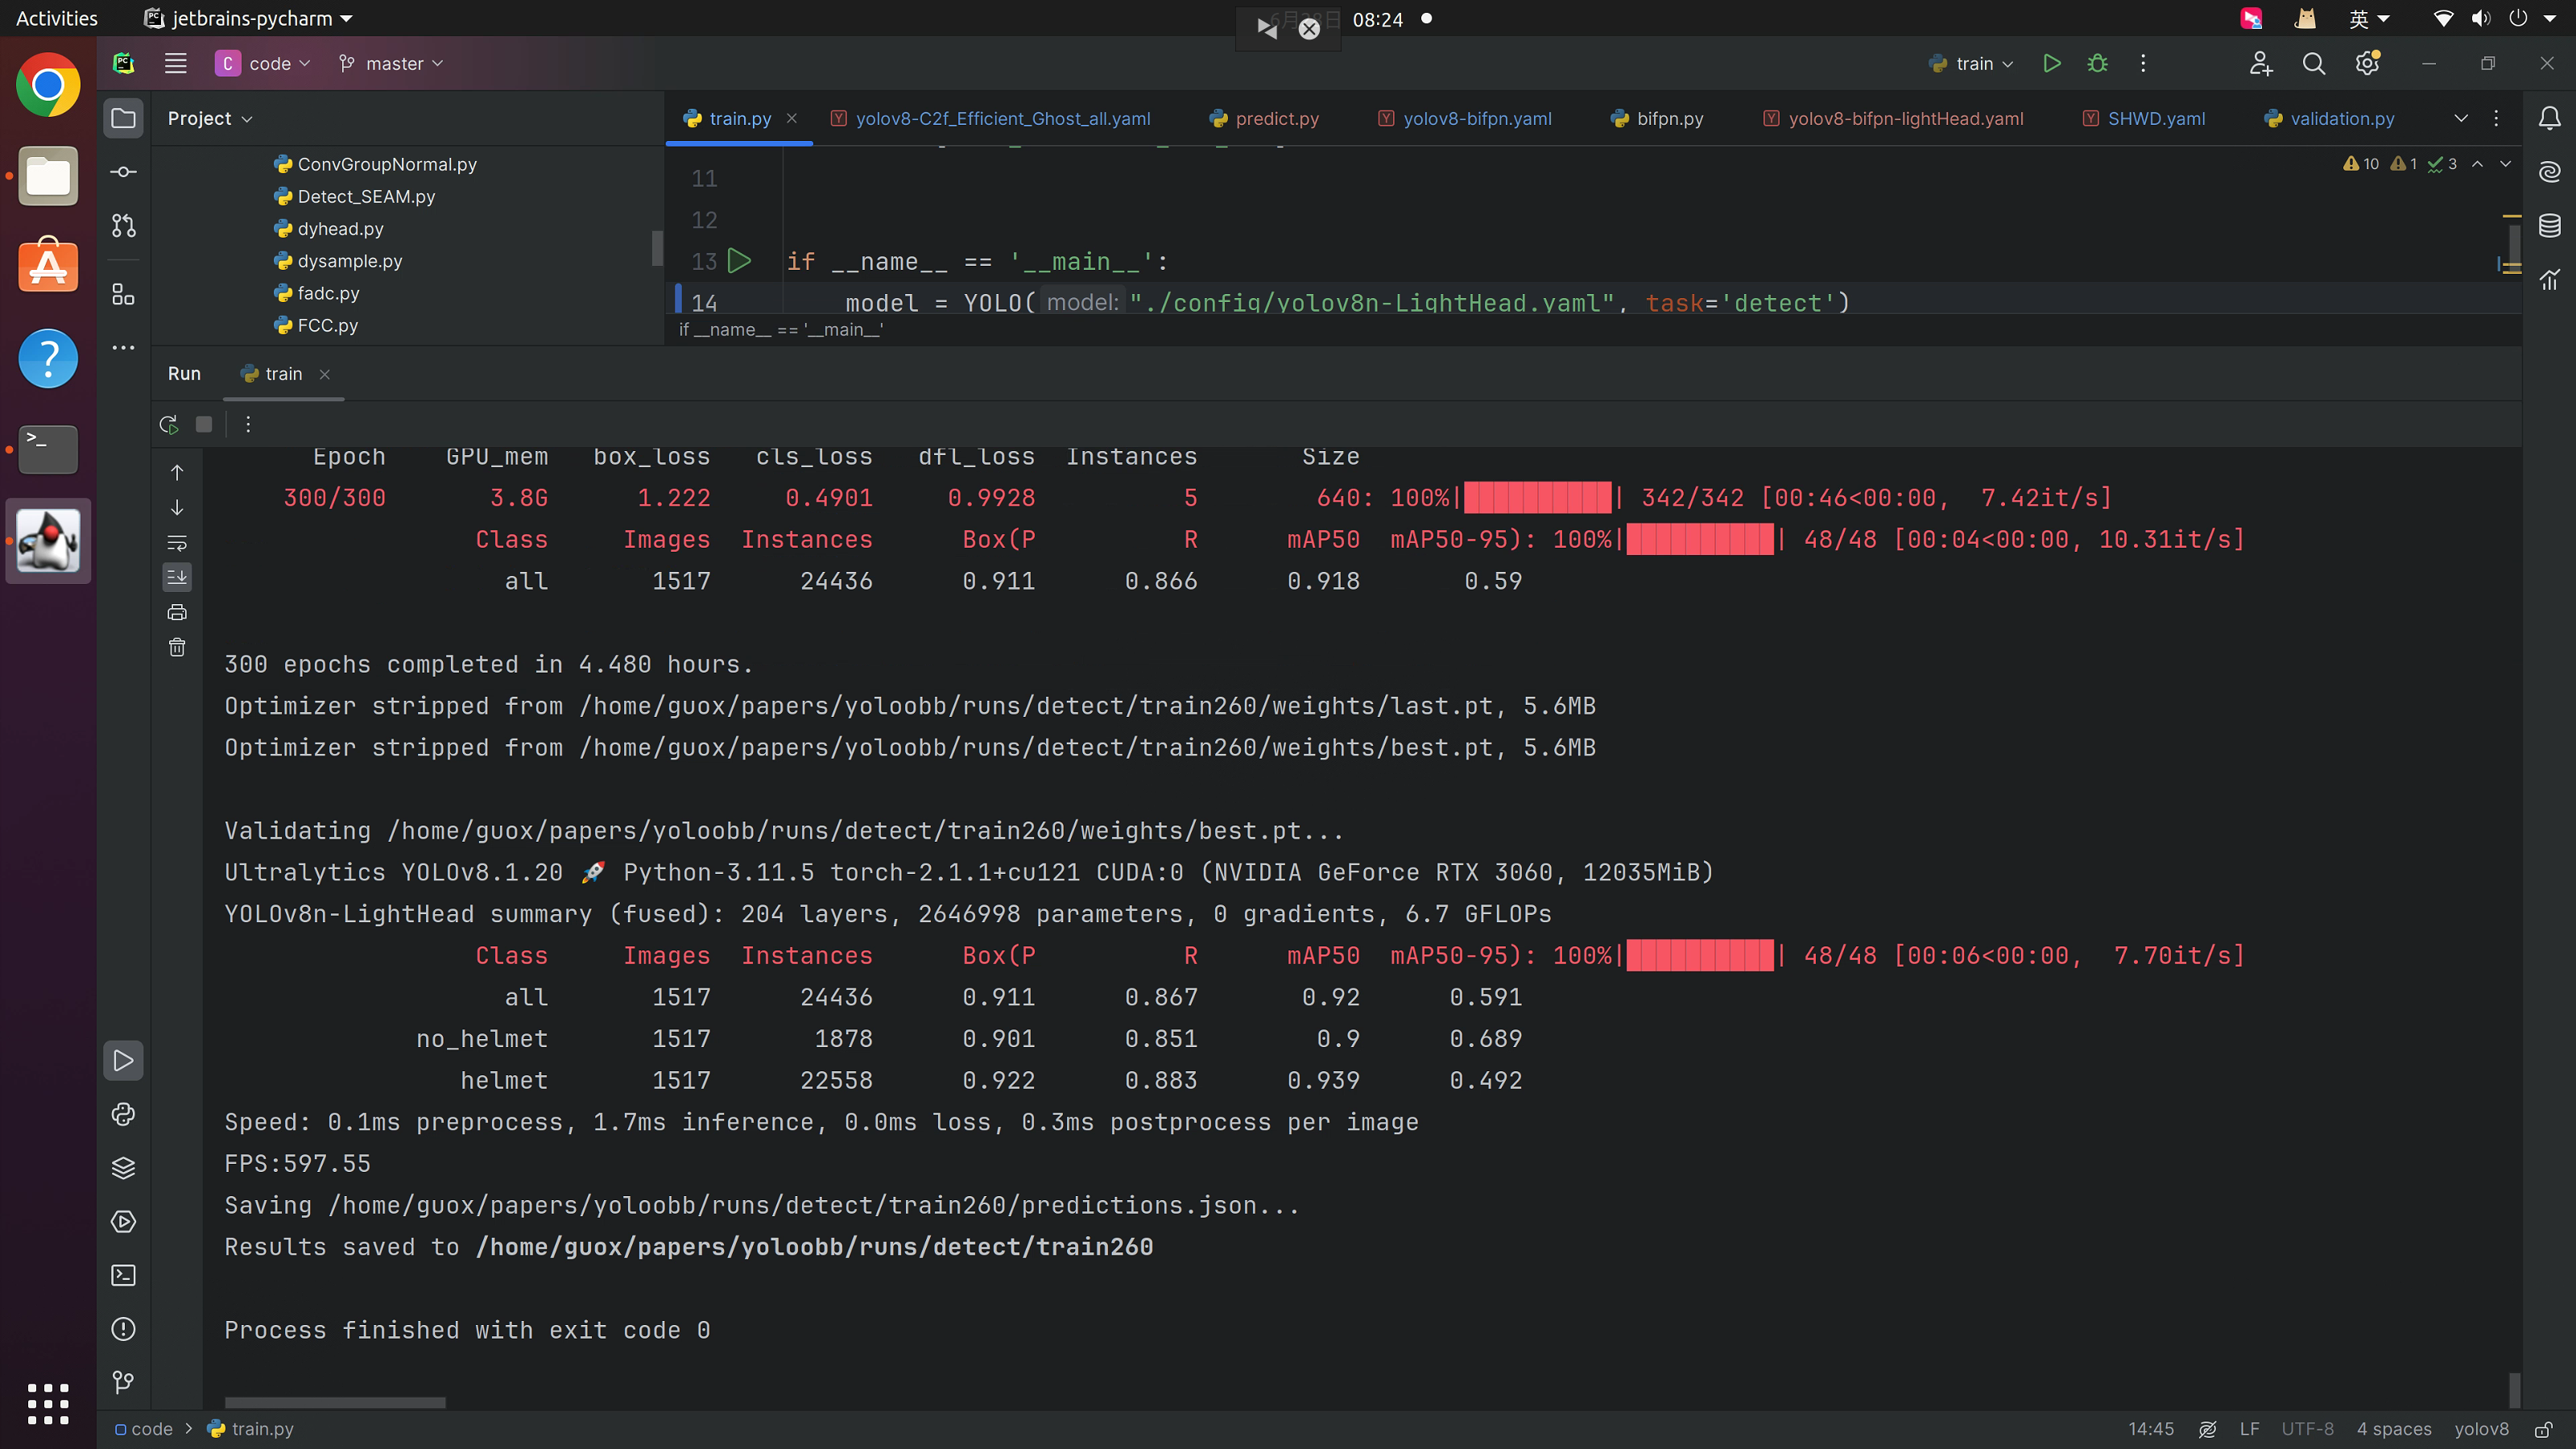 Activities jetbrains-pycharm 08:24 英
code master train
Project train.py yolov8-C2f_Efficient_Ghost_all.yaml predict.py yolov8-bifpn.yaml bifpn.py yolov8-bifpn-lightHead.yaml SHWD.yaml validation.py
ConvGroupNormal.py
Detect_SEAM.py
dyhead.py
dysample.py
fadc.py
FCC.py
10 1 3
11
12
13 if __name__ == '__main__':
14 model = YOLO( model: "./config/yolov8n-LightHead.yaml", task='detect')
if __name__ == '__main__'
Run train
Epoch GPU_mem box_loss cls_loss dfl_loss Instances Size
300/300 3.8G 1.222 0.4901 0.9928 5 640: 100%|██████████| 342/342 [00:46<00:00, 7.42it/s]
Class Images Instances Box(P R mAP50 mAP50-95): 100%|██████████| 48/48 [00:04<00:00, 10.31it/s]
all 1517 24436 0.911 0.866 0.918 0.59
300 epochs completed in 4.480 hours.
Optimizer stripped from /home/guox/papers/yoloobb/runs/detect/train260/weights/last.pt, 5.6MB
Optimizer stripped from /home/guox/papers/yoloobb/runs/detect/train260/weights/best.pt, 5.6MB
Validating /home/guox/papers/yoloobb/runs/detect/train260/weights/best.pt...
Ultralytics YOLOv8.1.20 🚀 Python-3.11.5 torch-2.1.1+cu121 CUDA:0 (NVIDIA GeForce RTX 3060, 12035MiB)
YOLOv8n-LightHead summary (fused): 204 layers, 2646998 parameters, 0 gradients, 6.7 GFLOPs
Class Images Instances Box(P R mAP50 mAP50-95): 100%|██████████| 48/48 [00:06<00:00, 7.70it/s]
all 1517 24436 0.911 0.867 0.92 0.591
no_helmet 1517 1878 0.901 0.851 0.9 0.689
helmet 1517 22558 0.922 0.883 0.939 0.492
Speed: 0.1ms preprocess, 1.7ms inference, 0.0ms loss, 0.3ms postprocess per image
FPS:597.55
Saving /home/guox/papers/yoloobb/runs/detect/train260/predictions.json...
Results saved to /home/guox/papers/yoloobb/runs/detect/train260
Process finished with exit code 0
code > train.py 14:45 LF UTF-8 4 spaces yolov8